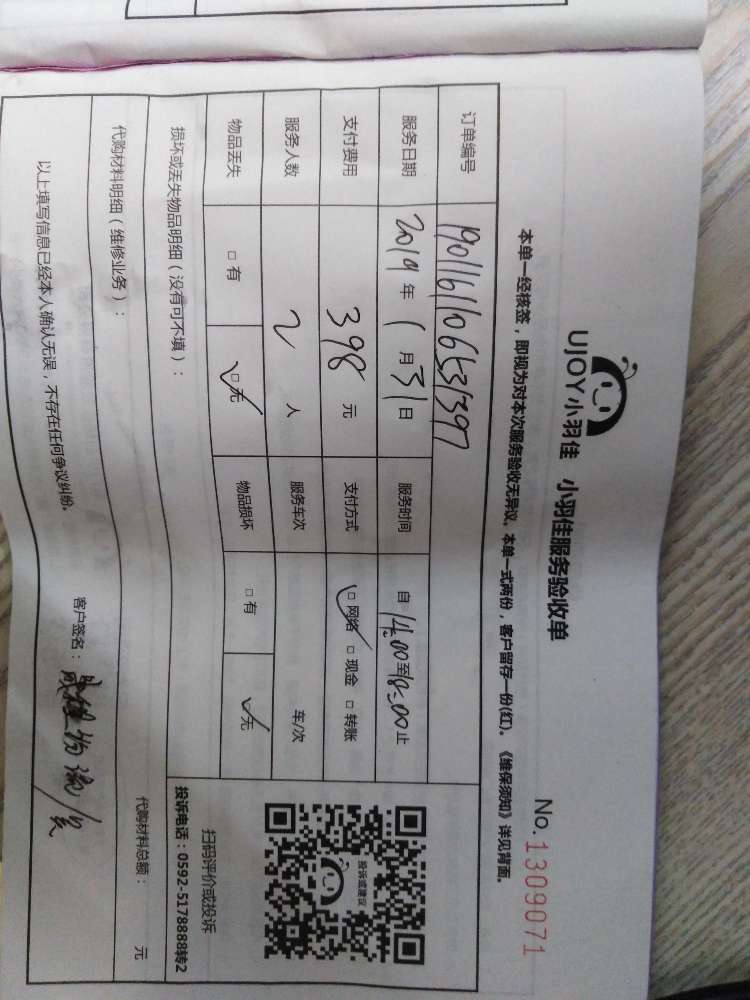 UJOY小羽佳 小羽佳服务验收单
No.1309071
本单一经核签，即视为对本次服务验收无异议。本单一式两份，客户留存一份(红)。《维保须知》详见背面。
订单编号 1901161106531397
服务日期 2019年1月31日 服务时间 自14:00至18:00止
支付费用 398元 支付方式 ☑网络 □现金 □转账
服务人数 2人 服务车次 车/次
物品丢失 □有 ☑无 物品损坏 □有 ☑无
投诉或建议
扫码评价或投诉
投诉电话：0592-5178888转2
损坏或丢失物品明细（没有可不填）：
代购材料明细（维修业务）： 代购材料总额： 元
以上填写信息已经本人确认无误，不存在任何争议纠纷。 客户签名：